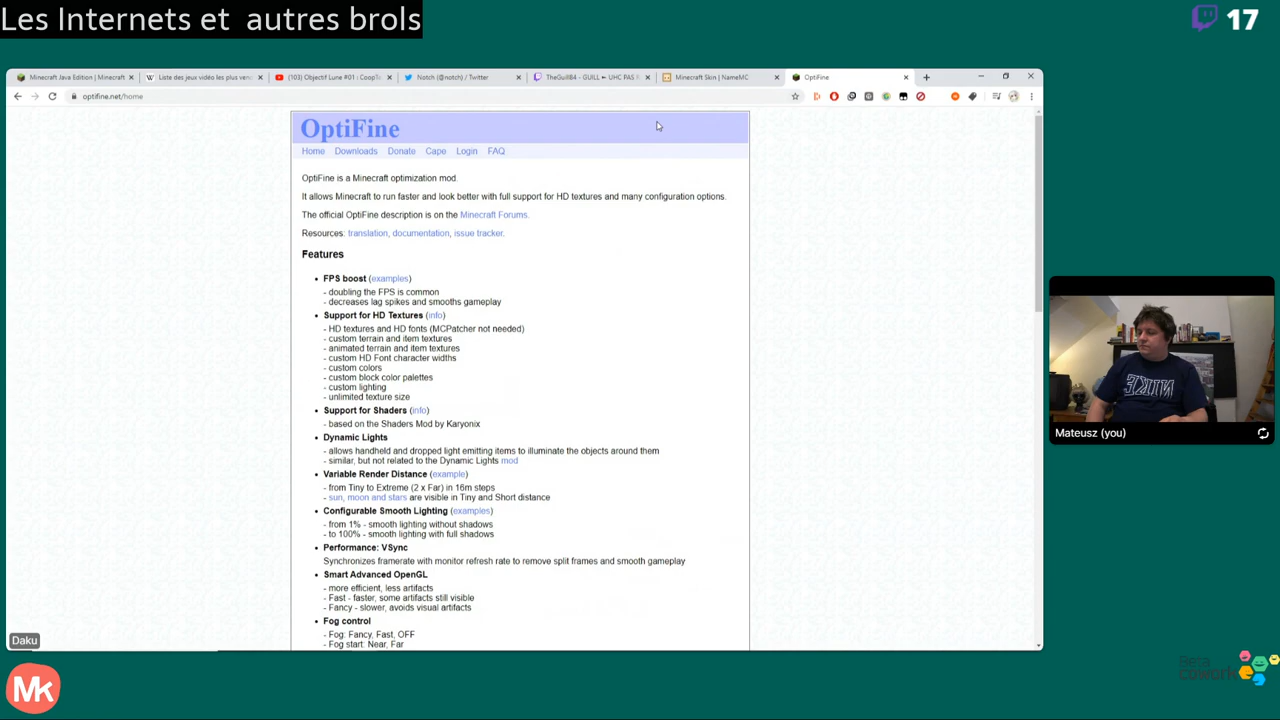 Les Internets et autres brols
17
Minecraft Java Edition | Minecraft
Liste des jeux vidéo les plus ven
(103) Objectif Lune #01 : CoopTe
Notch (@notch) / Twitter
TheGuill84 - GUILL ⇐ UHC PAS F
Minecraft Skin | NameMC
OptiFine
optifine.net/home
OptiFine
Home Downloads Donate Cape Login FAQ
OptiFine is a Minecraft optimization mod.
It allows Minecraft to run faster and look better with full support for HD textures and many configuration options.
The official OptiFine description is on the Minecraft Forums.
Resources: translation, documentation, issue tracker.
Features
• FPS boost (examples)
- doubling the FPS is common
- decreases lag spikes and smooths gameplay
• Support for HD Textures (info)
- HD textures and HD fonts (MCPatcher not needed)
- custom terrain and item textures
- animated terrain and item textures
- custom HD Font character widths
- custom colors
- custom block color palettes
- custom lighting
- unlimited texture size
• Support for Shaders (info)
- based on the Shaders Mod by Karyonix
• Dynamic Lights
- allows handheld and dropped light emitting items to illuminate the objects around them
- similar, but not related to the Dynamic Lights mod
• Variable Render Distance (example)
- from Tiny to Extreme (2 x Far) in 16m steps
- sun, moon and stars are visible in Tiny and Short distance
• Configurable Smooth Lighting (examples)
- from 1% - smooth lighting without shadows
- to 100% - smooth lighting with full shadows
• Performance: VSync
Synchronizes framerate with monitor refresh rate to remove split frames and smooth gameplay
• Smart Advanced OpenGL
- more efficient, less artifacts
- Fast - faster, some artifacts still visible
- Fancy - slower, avoids visual artifacts
• Fog control
- Fog: Fancy, Fast, OFF
- Fog start: Near, Far
NIKE
Mateusz (you)
Daku
Mk
Beta
cowork